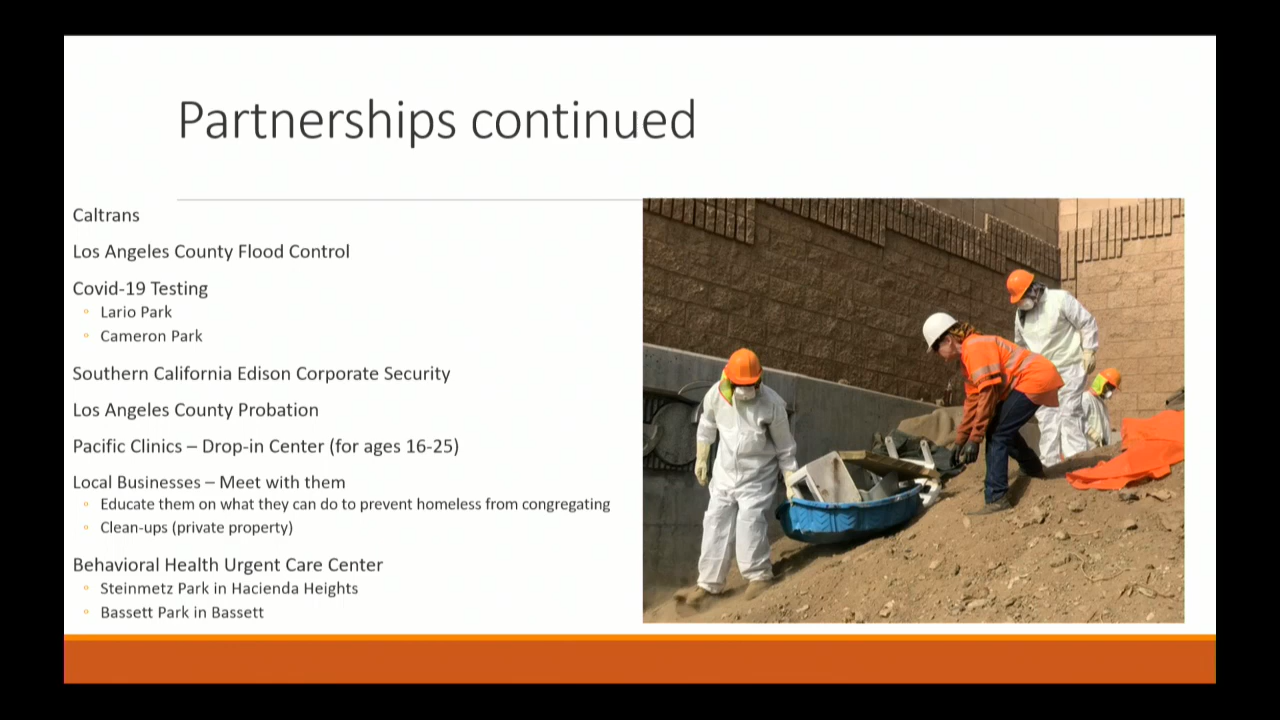 Partnerships continued
Caltrans
Los Angeles County Flood Control
Covid-19 Testing
◦ Lario Park
◦ Cameron Park
Southern California Edison Corporate Security
Los Angeles County Probation
Pacific Clinics – Drop-in Center (for ages 16-25)
Local Businesses – Meet with them
◦ Educate them on what they can do to prevent homeless from congregating
◦ Clean-ups (private property)
Behavioral Health Urgent Care Center
◦ Steinmetz Park in Hacienda Heights
◦ Bassett Park in Bassett